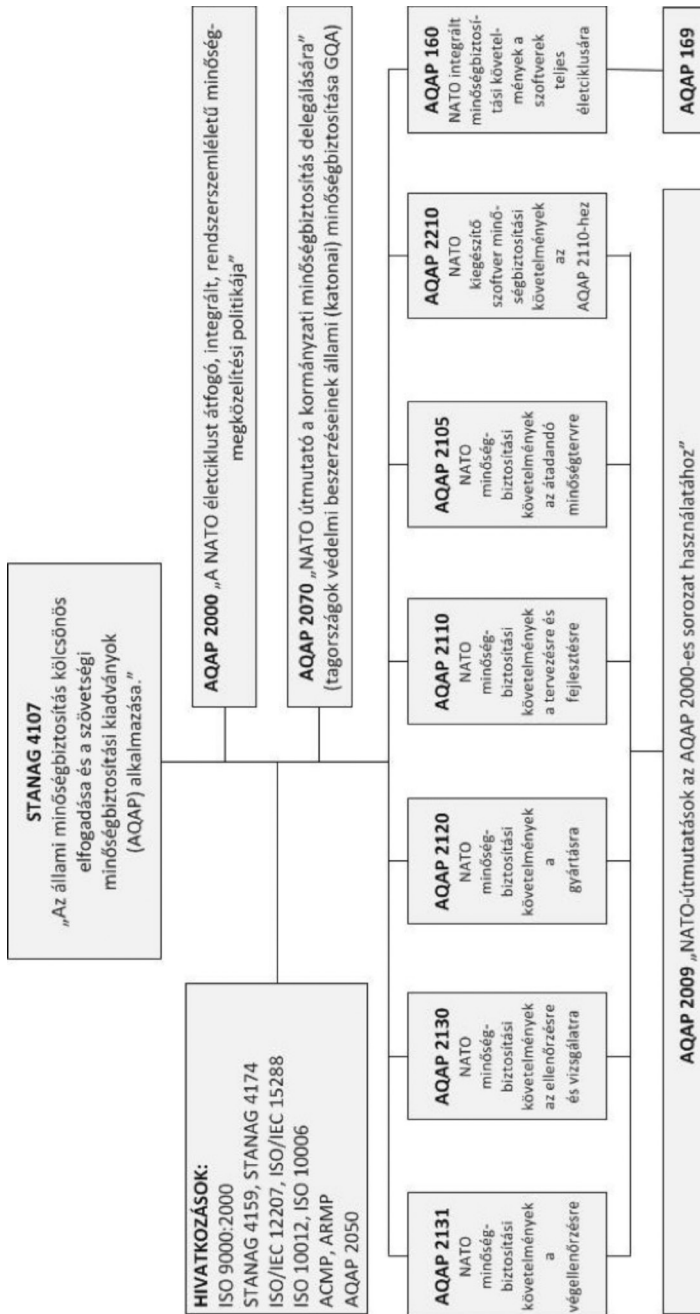 STANAG 4107
„Az állami minőségbiztosítás kölcsönös
elfogadása és a szövetségi
minőségbiztosítási kiadványok
(AQAP) alkalmazása.”
AQAP 2000 „A NATO életciklust átfogó, integrált, rendszerszemléletű minőség-
megközelítési politikája”
HIVATKOZÁSOK:
ISO 9000:2000
STANAG 4159, STANAG 4174
ISO/IEC 12207, ISO/IEC 15288
ISO 10012, ISO 10006
ACMP, ARMP
AQAP 2050
AQAP 2070 „NATO útmutató a kormányzati minőségbiztosítás delegálására”
(tagországok védelmi beszerzéseinek állami (katonai) minőségbiztosítása GQA)
AQAP 2131
NATO
minőség-
biztosítási
követelmények
a
végellenőrzésre
AQAP 2130
NATO
minőség-
biztosítási
követelmények
az ellenőrzésre
és vizsgálatra
AQAP 2120
NATO
minőség-
biztosítási
követelmények
a
gyártásra
AQAP 2110
NATO
minőség-
biztosítási
követelmények
a tervezésre és
fejlesztésre
AQAP 2105
NATO
minőség-
biztosítási
követelmények
az átadandó
minőségtervre
AQAP 2210
NATO
kiegészítő
szoftver minő-
ségbiztosítási
követelmények
az
AQAP 2110-hez
AQAP 160
NATO integrált
minőségbiztosí-
tási követel-
mények a
szoftverek
teljes
életciklusára
AQAP 2009 „NATO-útmutatások az AQAP 2000-es sorozat használatához”
AQAP 169